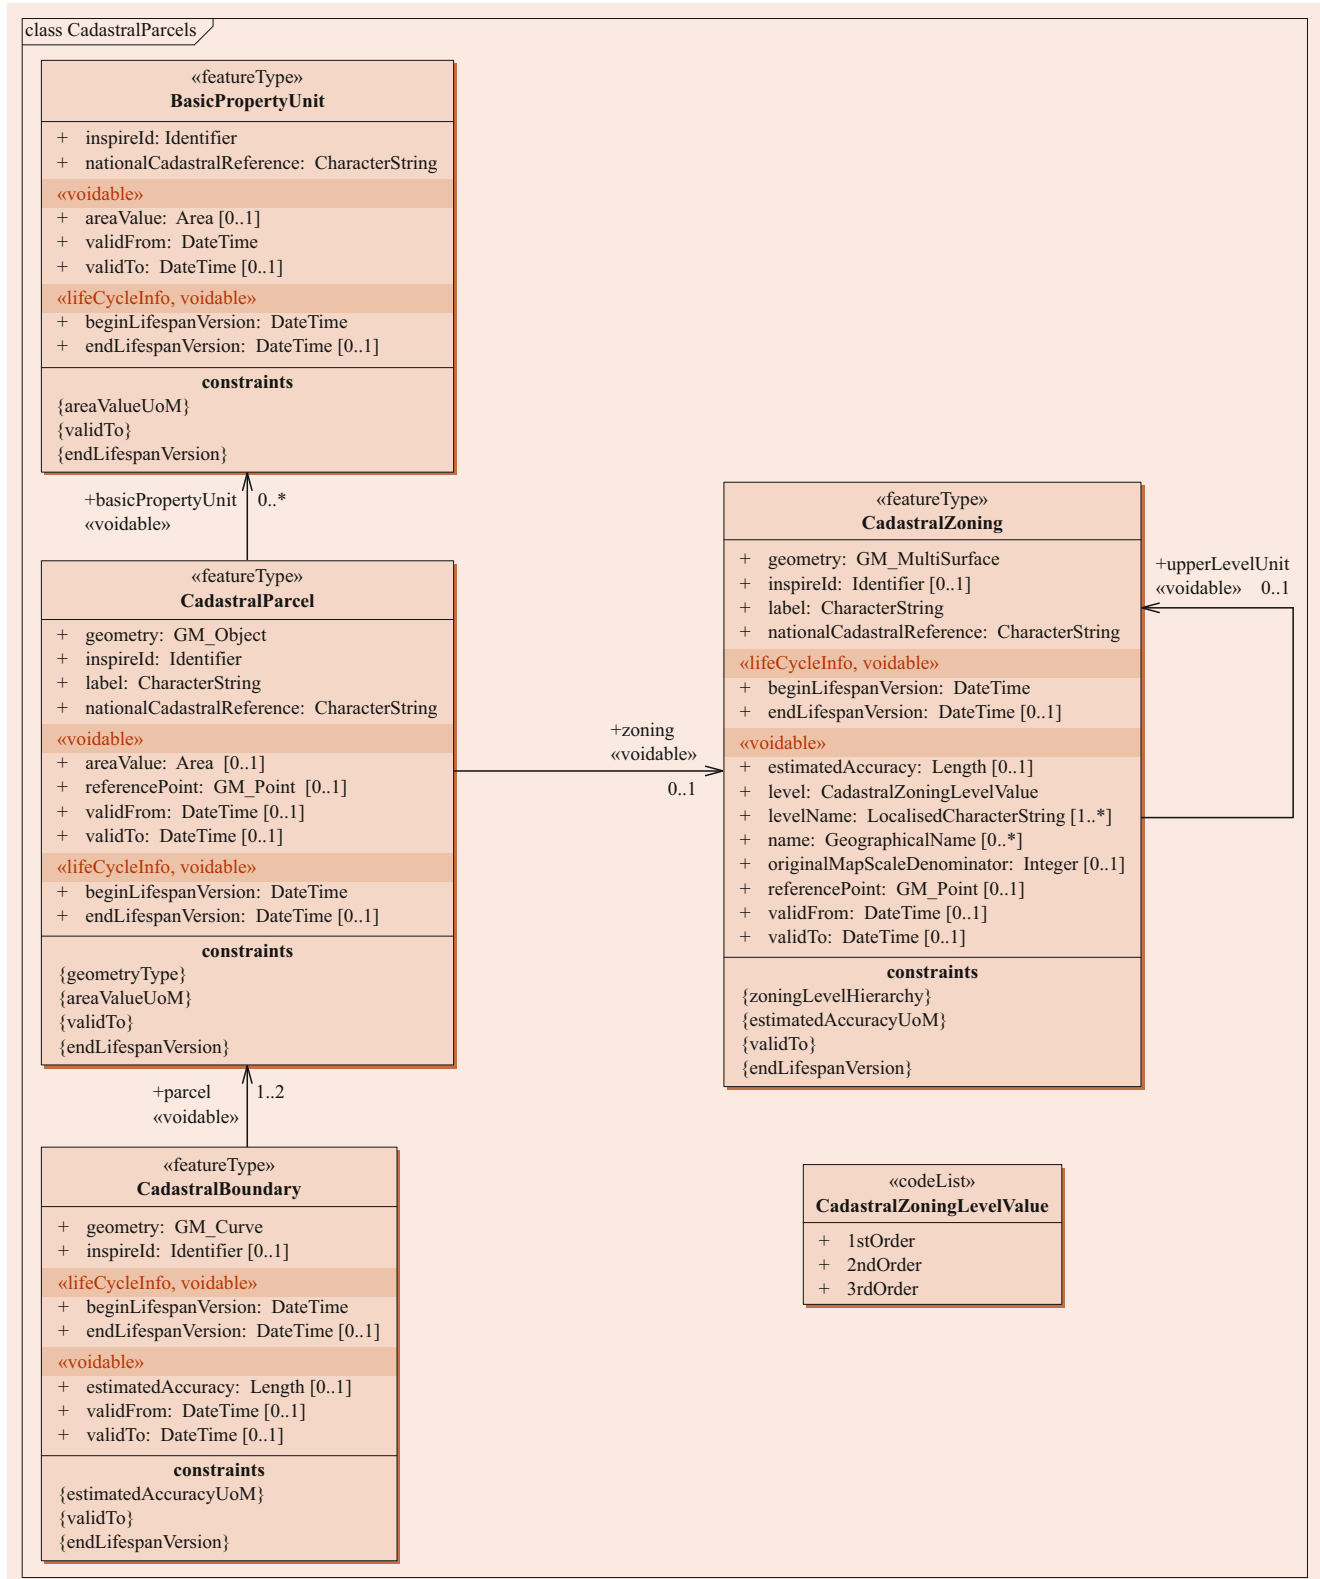 class CadastralParcels
«featureType»
BasicPropertyUnit
+ inspireId: Identifier
+ nationalCadastralReference: CharacterString
«voidable»
+ areaValue: Area [0..1]
+ validFrom: DateTime
+ validTo: DateTime [0..1]
«lifeCycleInfo, voidable»
+ beginLifespanVersion: DateTime
+ endLifespanVersion: DateTime [0..1]
constraints
{areaValueUoM}
{validTo}
{endLifespanVersion}
+basicPropertyUnit 0..*
«voidable»
«featureType»
CadastralParcel
+ geometry: GM_Object
+ inspireId: Identifier
+ label: CharacterString
+ nationalCadastralReference: CharacterString
«voidable»
+ areaValue: Area [0..1]
+ referencePoint: GM_Point [0..1]
+ validFrom: DateTime [0..1]
+ validTo: DateTime [0..1]
«lifeCycleInfo, voidable»
+ beginLifespanVersion: DateTime
+ endLifespanVersion: DateTime [0..1]
constraints
{geometryType}
{areaValueUoM}
{validTo}
{endLifespanVersion}
+parcel 1..2
«voidable»
«featureType»
CadastralBoundary
+ geometry: GM_Curve
+ inspireId: Identifier [0..1]
«lifeCycleInfo, voidable»
+ beginLifespanVersion: DateTime
+ endLifespanVersion: DateTime [0..1]
«voidable»
+ estimatedAccuracy: Length [0..1]
+ validFrom: DateTime [0..1]
+ validTo: DateTime [0..1]
constraints
{estimatedAccuracyUoM}
{validTo}
{endLifespanVersion}
+zoning
«voidable»
0..1
«featureType»
CadastralZoning
+ geometry: GM_MultiSurface
+ inspireId: Identifier [0..1]
+ label: CharacterString
+ nationalCadastralReference: CharacterString
«lifeCycleInfo, voidable»
+ beginLifespanVersion: DateTime
+ endLifespanVersion: DateTime [0..1]
«voidable»
+ estimatedAccuracy: Length [0..1]
+ level: CadastralZoningLevelValue
+ levelName: LocalisedCharacterString [1..*]
+ name: GeographicalName [0..*]
+ originalMapScaleDenominator: Integer [0..1]
+ referencePoint: GM_Point [0..1]
+ validFrom: DateTime [0..1]
+ validTo: DateTime [0..1]
constraints
{zoningLevelHierarchy}
{estimatedAccuracyUoM}
{validTo}
{endLifespanVersion}
+upperLevelUnit
«voidable» 0..1
«codeList»
CadastralZoningLevelValue
+ 1stOrder
+ 2ndOrder
+ 3rdOrder